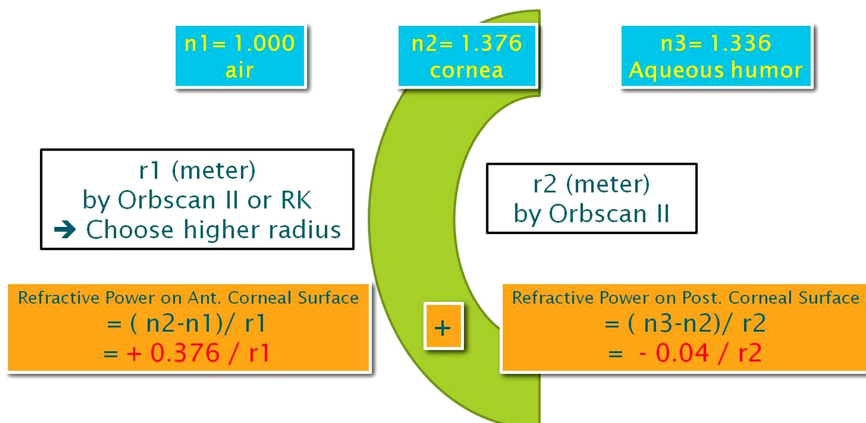 n1= 1.000
air
n2= 1.376
cornea
n3= 1.336
Aqueous humor
r1 (meter)
by Orbscan II or RK
➔ Choose higher radius
r2 (meter)
by Orbscan II
Refractive Power on Ant. Corneal Surface
= ( n2-n1)/ r1
= + 0.376 / r1
+
Refractive Power on Post. Corneal Surface
= ( n3-n2)/ r2
= - 0.04 / r2